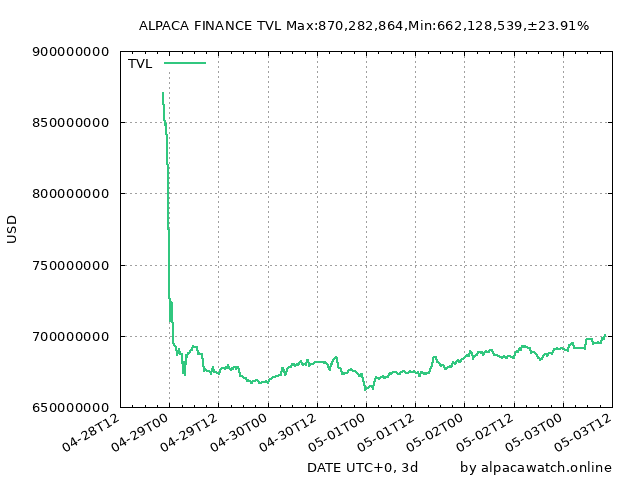 ALPACA FINANCE TVL Max:870,282,864,Min:662,128,539,±23.91%
900000000
TVL
850000000
800000000
USD
750000000
700000000
650000000
04-28T12
04-29T00
04-29T12
04-30T00
04-30T12
05-01T00
05-01T12
05-02T00
05-02T12
05-03T00
05-03T12
DATE UTC+0, 3d
by alpacawatch.online